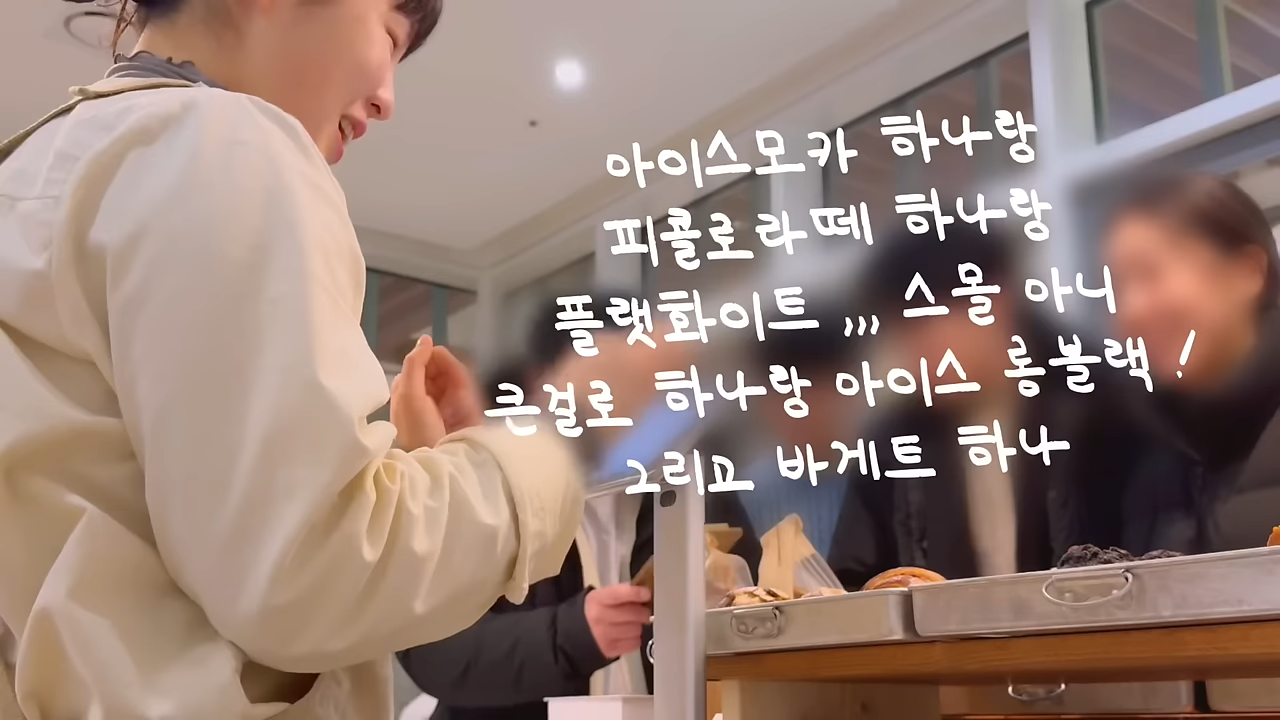 아이스모카 하나랑
피콜로라떼 하나랑
플랫화이트 ,,, 스몰 아니
큰걸로 하나랑 아이스 롱블랙!
그리고 바게트 하나